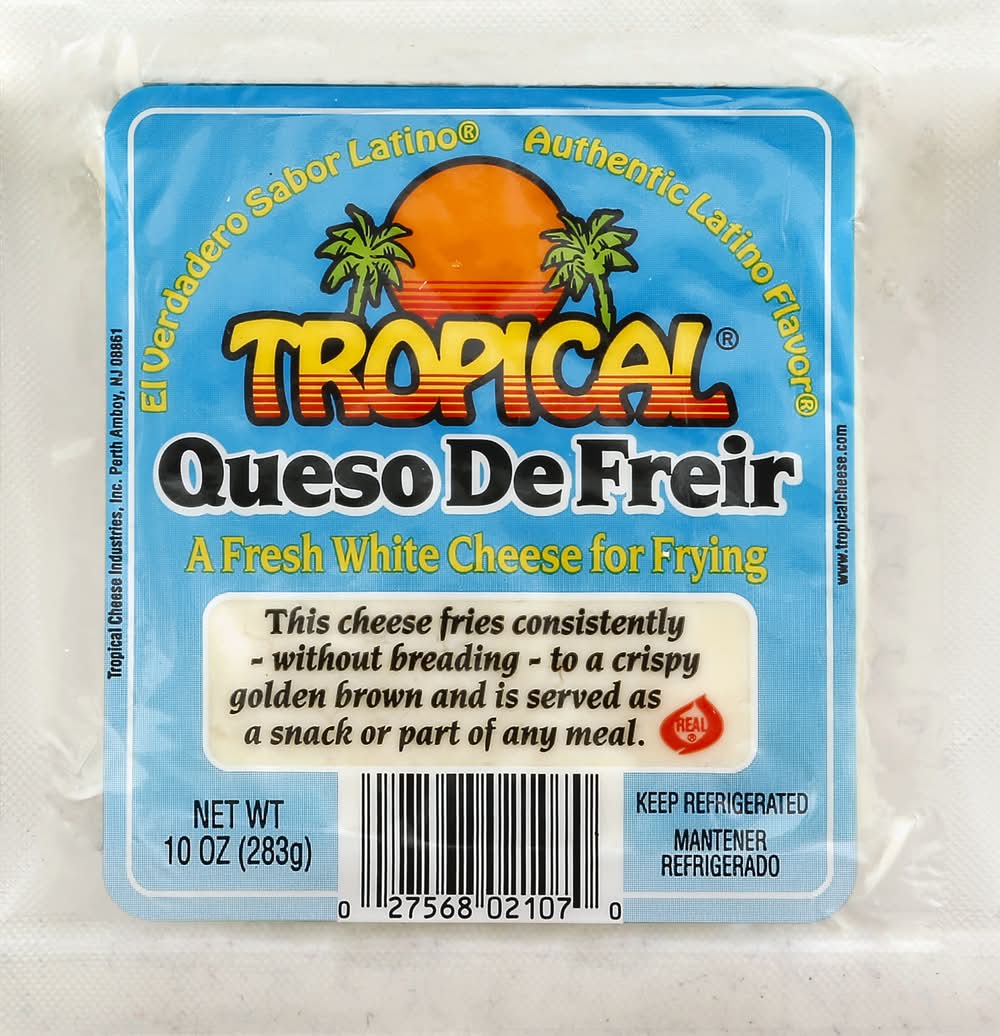 El Verdadero Sabor Latino®
Authentic Latino Flavor®
TROPICAL®
Queso De Freir
A Fresh White Cheese for Frying
This cheese fries consistently
- without breading - to a crispy
golden brown and is served as
a snack or part of any meal.
REAL®
NET WT
10 OZ (283g)
KEEP REFRIGERATED
MANTENER
REFRIGERADO
0 27568 02107 0
Tropical Cheese Industries, Inc. Perth Amboy, NJ 08861
www.tropicalcheese.com